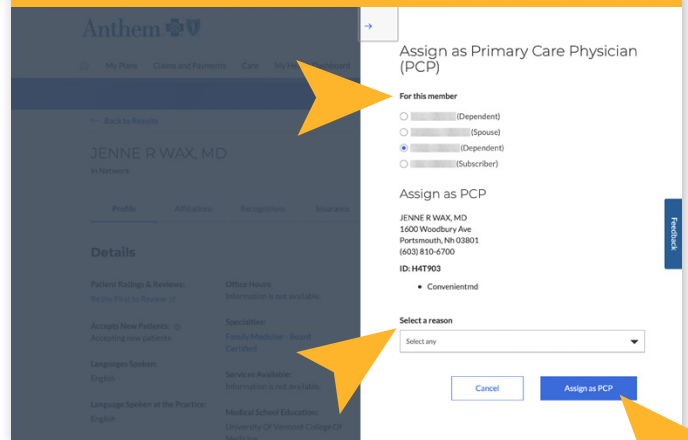 Anthem
My Plans Claims and Payments Care My Health Dashboard
← Back to Results
JENNE R WAX, MD
In Network
Profile Affiliations Recognitions Insurance
Details
Patient Ratings & Reviews:
Be the First to Review
Accepts New Patients:
Accepting new patients
Languages Spoken:
English
Language Spoken at the Practice:
English
Office Hours:
Information is not available.
Specialties:
Family Medicine - Board
Certified
Services Available:
Information is not available.
Medical School Education:
University Of Vermont College Of
Medicine
→
Assign as Primary Care Physician
(PCP)
For this member
(Dependent)
(Spouse)
(Dependent)
(Subscriber)
Assign as PCP
JENNE R WAX, MD
1600 Woodbury Ave
Portsmouth, Nh 03801
(603) 810-6700
ID: H4T903
• Convenientmd
Select a reason
Select any
Cancel Assign as PCP
Feedback